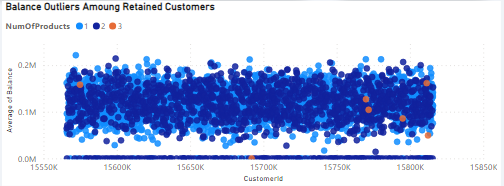 Balance Outliers Amoung Retained Customers
NumOfProducts 1 2 3
0.2M
0.1M
0.0M
Average of Balance
15550K 15600K 15650K 15700K 15750K 15800K 15850K
CustomerId